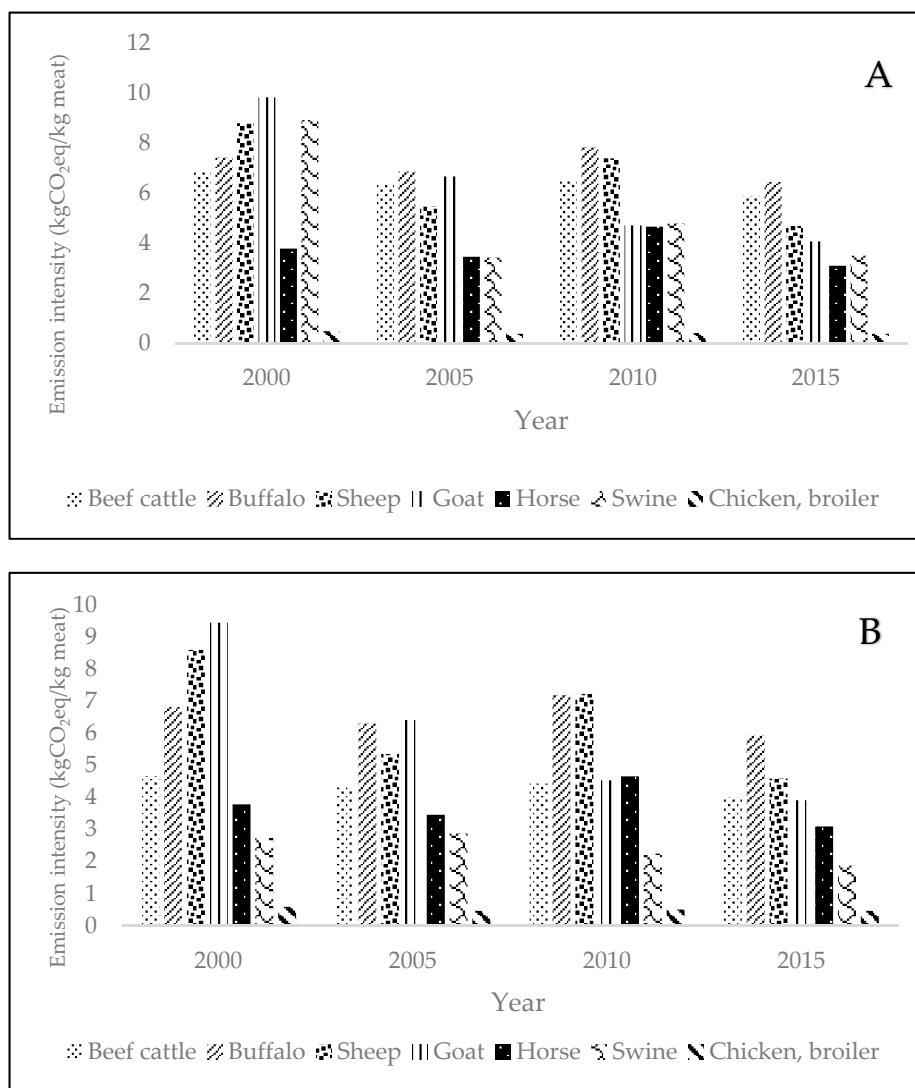 A
Emission intensity (kgCO₂eq/kg meat)
12
10
8
6
4
2
0
2000 2005 2010 2015
Year
Beef cattle Buffalo Sheep Goat Horse Swine Chicken, broiler
B
Emission intensity (kgCO₂eq/kg meat)
10
9
8
7
6
5
4
3
2
1
0
2000 2005 2010 2015
Year
Beef cattle Buffalo Sheep Goat Horse Swine Chicken, broiler